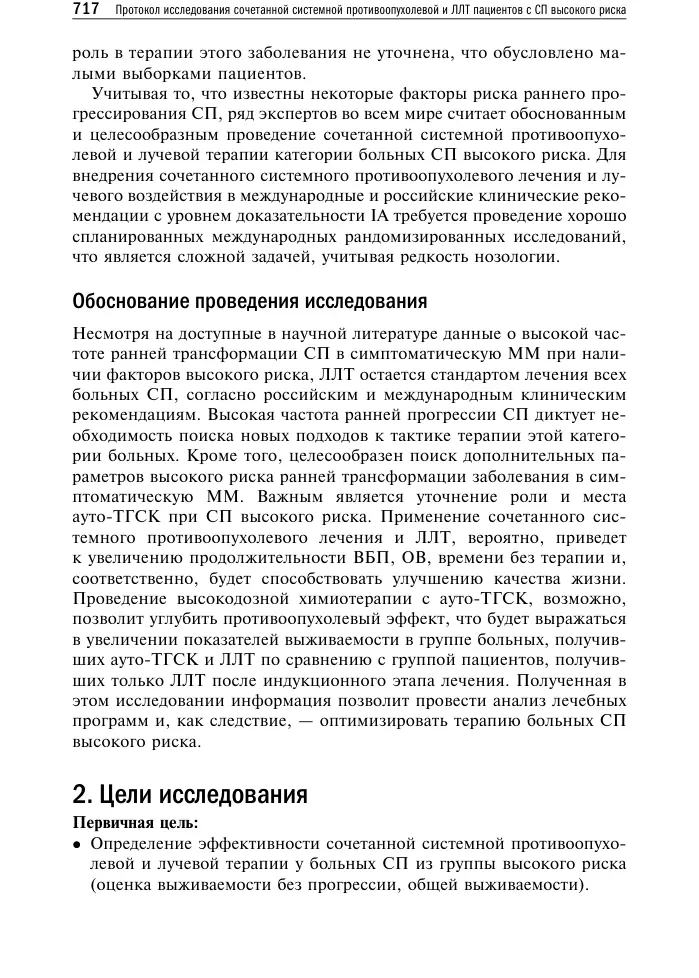 717 Протокол исследования сочетанной системной противоопухолевой и ЛЛТ пациентов с СП высокого риска
роль в терапии этого заболевания не уточнена, что обусловлено ма-
лыми выборками пациентов.
Учитывая то, что известны некоторые факторы риска раннего про-
грессирования СП, ряд экспертов во всем мире считает обоснованным
и целесообразным проведение сочетанной системной противоопухо-
левой и лучевой терапии категории больных СП высокого риска. Для
внедрения сочетанного системного противоопухолевого лечения и лу-
чевого воздействия в международные и российские клинические реко-
мендации с уровнем доказательности IA требуется проведение хорошо
спланированных международных рандомизированных исследований,
что является сложной задачей, учитывая редкость нозологии.
Обоснование проведения исследования
Несмотря на доступные в научной литературе данные о высокой час-
тоте ранней трансформации СП в симптоматическую ММ при нали-
чии факторов высокого риска, ЛЛТ остается стандартом лечения всех
больных СП, согласно российским и международным клиническим
рекомендациям. Высокая частота ранней прогрессии СП диктует не-
обходимость поиска новых подходов к тактике терапии этой катего-
рии больных. Кроме того, целесообразен поиск дополнительных па-
раметров высокого риска ранней трансформации заболевания в сим-
птоматическую ММ. Важным является уточнение роли и места
ауто-ТГСК при СП высокого риска. Применение сочетанного сис-
темного противоопухолевого лечения и ЛЛТ, вероятно, приведет
к увеличению продолжительности ВБП, ОВ, времени без терапии и,
соответственно, будет способствовать улучшению качества жизни.
Проведение высокодозной химиотерапии с ауто-ТГСК, возможно,
позволит углубить противоопухолевый эффект, что будет выражаться
в увеличении показателей выживаемости в группе больных, получив-
ших ауто-ТГСК и ЛЛТ по сравнению с группой пациентов, получив-
ших только ЛЛТ после индукционного этапа лечения. Полученная в
этом исследовании информация позволит провести анализ лечебных
программ и, как следствие, — оптимизировать терапию больных СП
высокого риска.
2. Цели исследования
Первичная цель:
• Определение эффективности сочетанной системной противоопухо-
левой и лучевой терапии у больных СП из группы высокого риска
(оценка выживаемости без прогрессии, общей выживаемости).